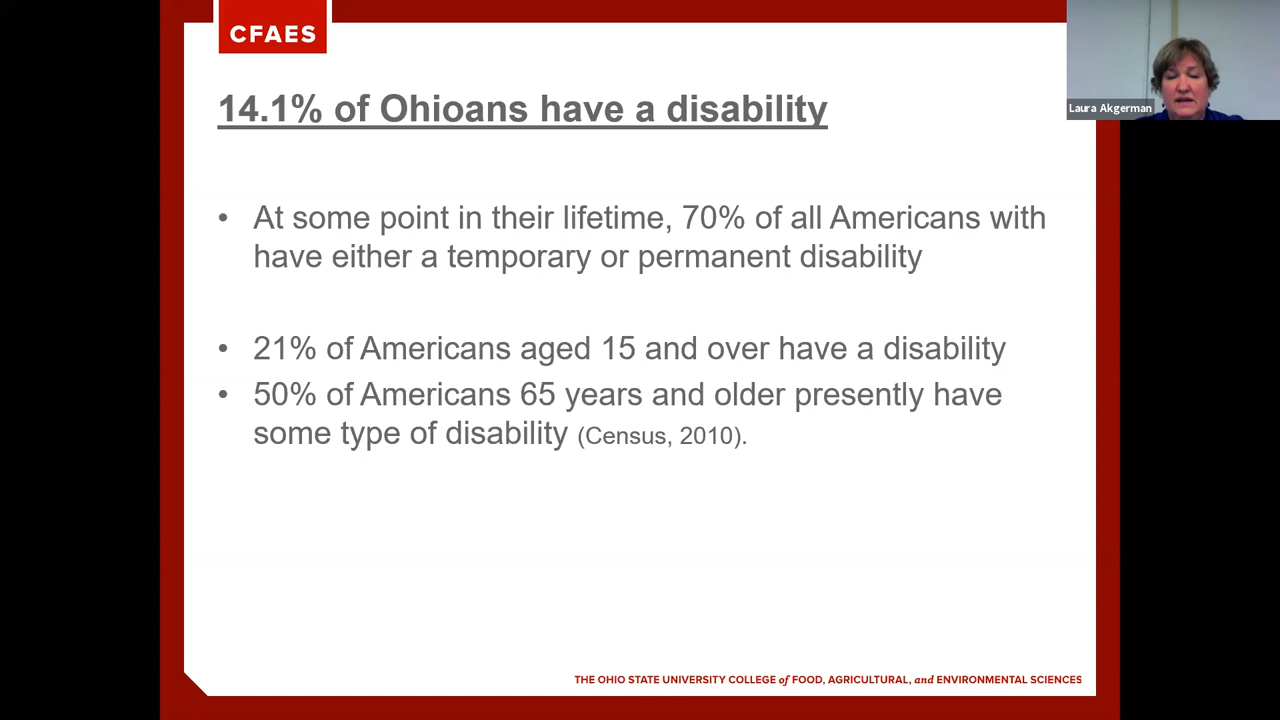 CFAES
Laura Akgerman
14.1% of Ohioans have a disability
• At some point in their lifetime, 70% of all Americans with
have either a temporary or permanent disability
• 21% of Americans aged 15 and over have a disability
• 50% of Americans 65 years and older presently have
some type of disability (Census, 2010).
THE OHIO STATE UNIVERSITY COLLEGE of FOOD, AGRICULTURAL, and ENVIRONMENTAL SCIENCES